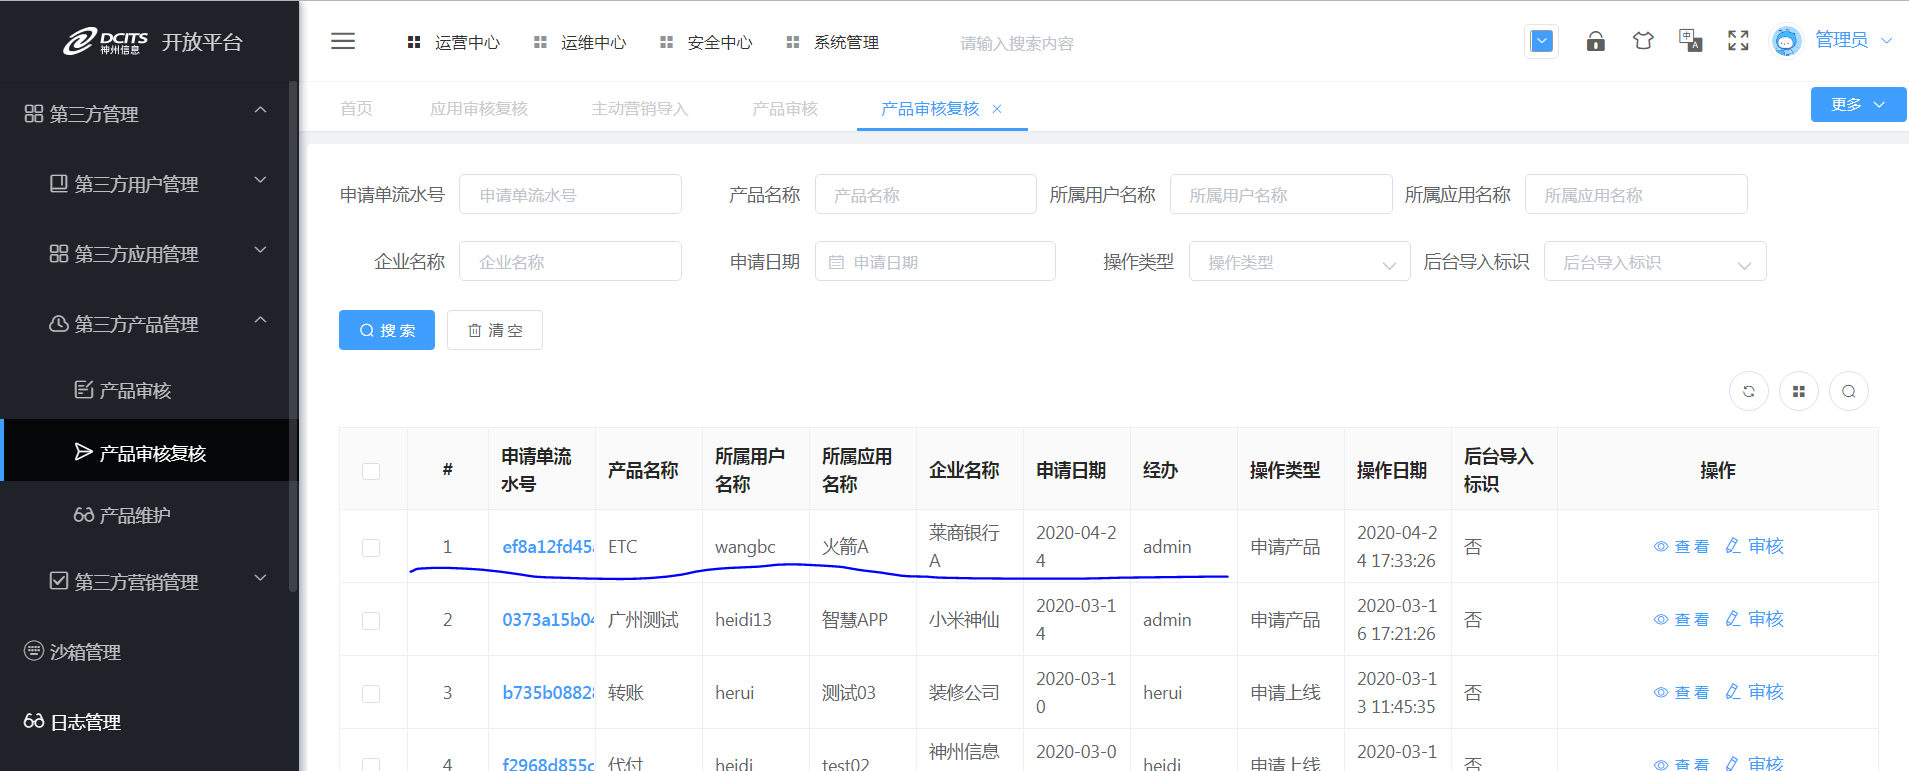 DCITS
神州信息
开放平台
运营中心 运维中心 安全中心 系统管理 请输入搜索内容
中 A
管理员
首页 应用审核复核 主动营销导入 产品审核 产品审核复核 ×
更多
第三方管理
第三方用户管理
第三方应用管理
第三方产品管理
产品审核
产品审核复核
产品维护
第三方营销管理
沙箱管理
日志管理
申请单流水号 申请单流水号 产品名称 产品名称 所属用户名称 所属用户名称 所属应用名称 所属应用名称
企业名称 企业名称 申请日期 申请日期 操作类型 操作类型 后台导入标识 后台导入标识
搜 索 清 空
# 申请单流水号 产品名称 所属用户名称 所属应用名称 企业名称 申请日期 经办 操作类型 操作日期 后台导入标识 操作
1 ef8a12fd45 ETC wangbc 火箭A 莱商银行A 2020-04-24 admin 申请产品 2020-04-24 17:33:26 否 查 看 审核
2 0373a15b04 广州测试 heidi13 智慧APP 小米神仙 2020-03-14 admin 申请产品 2020-03-16 17:21:26 否 查 看 审核
3 b735b0882 转账 herui 测试03 装修公司 2020-03-10 herui 申请上线 2020-03-13 11:45:35 否 查 看 审核
4 f2968d855c 代付 heidi test02 神州信息 2020-03-0 heidi 申请上线 2020-03-1 否 查 看 审核